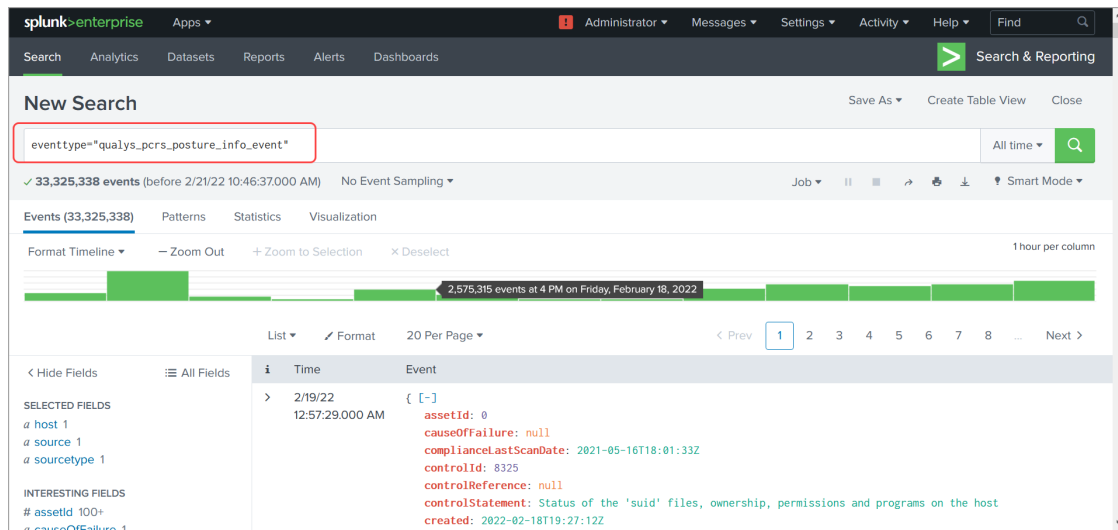 splunk>enterprise Apps ▾ ! Administrator ▾ Messages ▾ Settings ▾ Activity ▾ Help ▾ Find
Search Analytics Datasets Reports Alerts Dashboards > Search & Reporting
New Search Save As ▾ Create Table View Close
eventtype="qualys_pcrs_posture_info_event" All time ▾
✓ 33,325,338 events (before 2/21/22 10:46:37.000 AM) No Event Sampling ▾ Job ▾ Smart Mode ▾
Events (33,325,338) Patterns Statistics Visualization
Format Timeline ▾ — Zoom Out + Zoom to Selection × Deselect 1 hour per column
2,575,315 events at 4 PM on Friday, February 18, 2022
List ▾ Format 20 Per Page ▾ < Prev 1 2 3 4 5 6 7 8 ... Next >
< Hide Fields All Fields i Time Event
SELECTED FIELDS
a host 1
a source 1
a sourcetype 1
INTERESTING FIELDS
# assetId 100+
a causeOfFailure 1
> 2/19/22 { [-]
12:57:29.000 AM assetId: 0
causeOfFailure: null
complianceLastScanDate: 2021-05-16T18:01:33Z
controlId: 8325
controlReference: null
controlStatement: Status of the 'suid' files, ownership, permissions and programs on the host
created: 2022-02-18T19:27:12Z